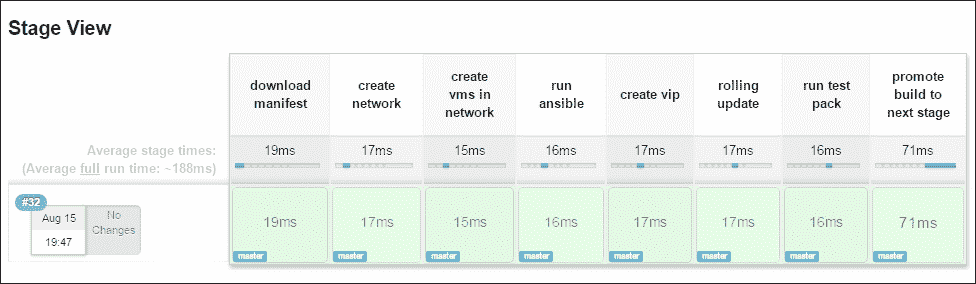 Stage View
download manifest
create network
create vms in network
run ansible
create vip
rolling update
run test pack
promote build to next stage
Average stage times:
(Average full run time: ~188ms)
19ms
17ms
15ms
16ms
17ms
17ms
16ms
71ms
#32
Aug 15
19:47
No
Changes
19ms
master
17ms
master
15ms
master
16ms
master
17ms
master
17ms
master
16ms
master
71ms
master